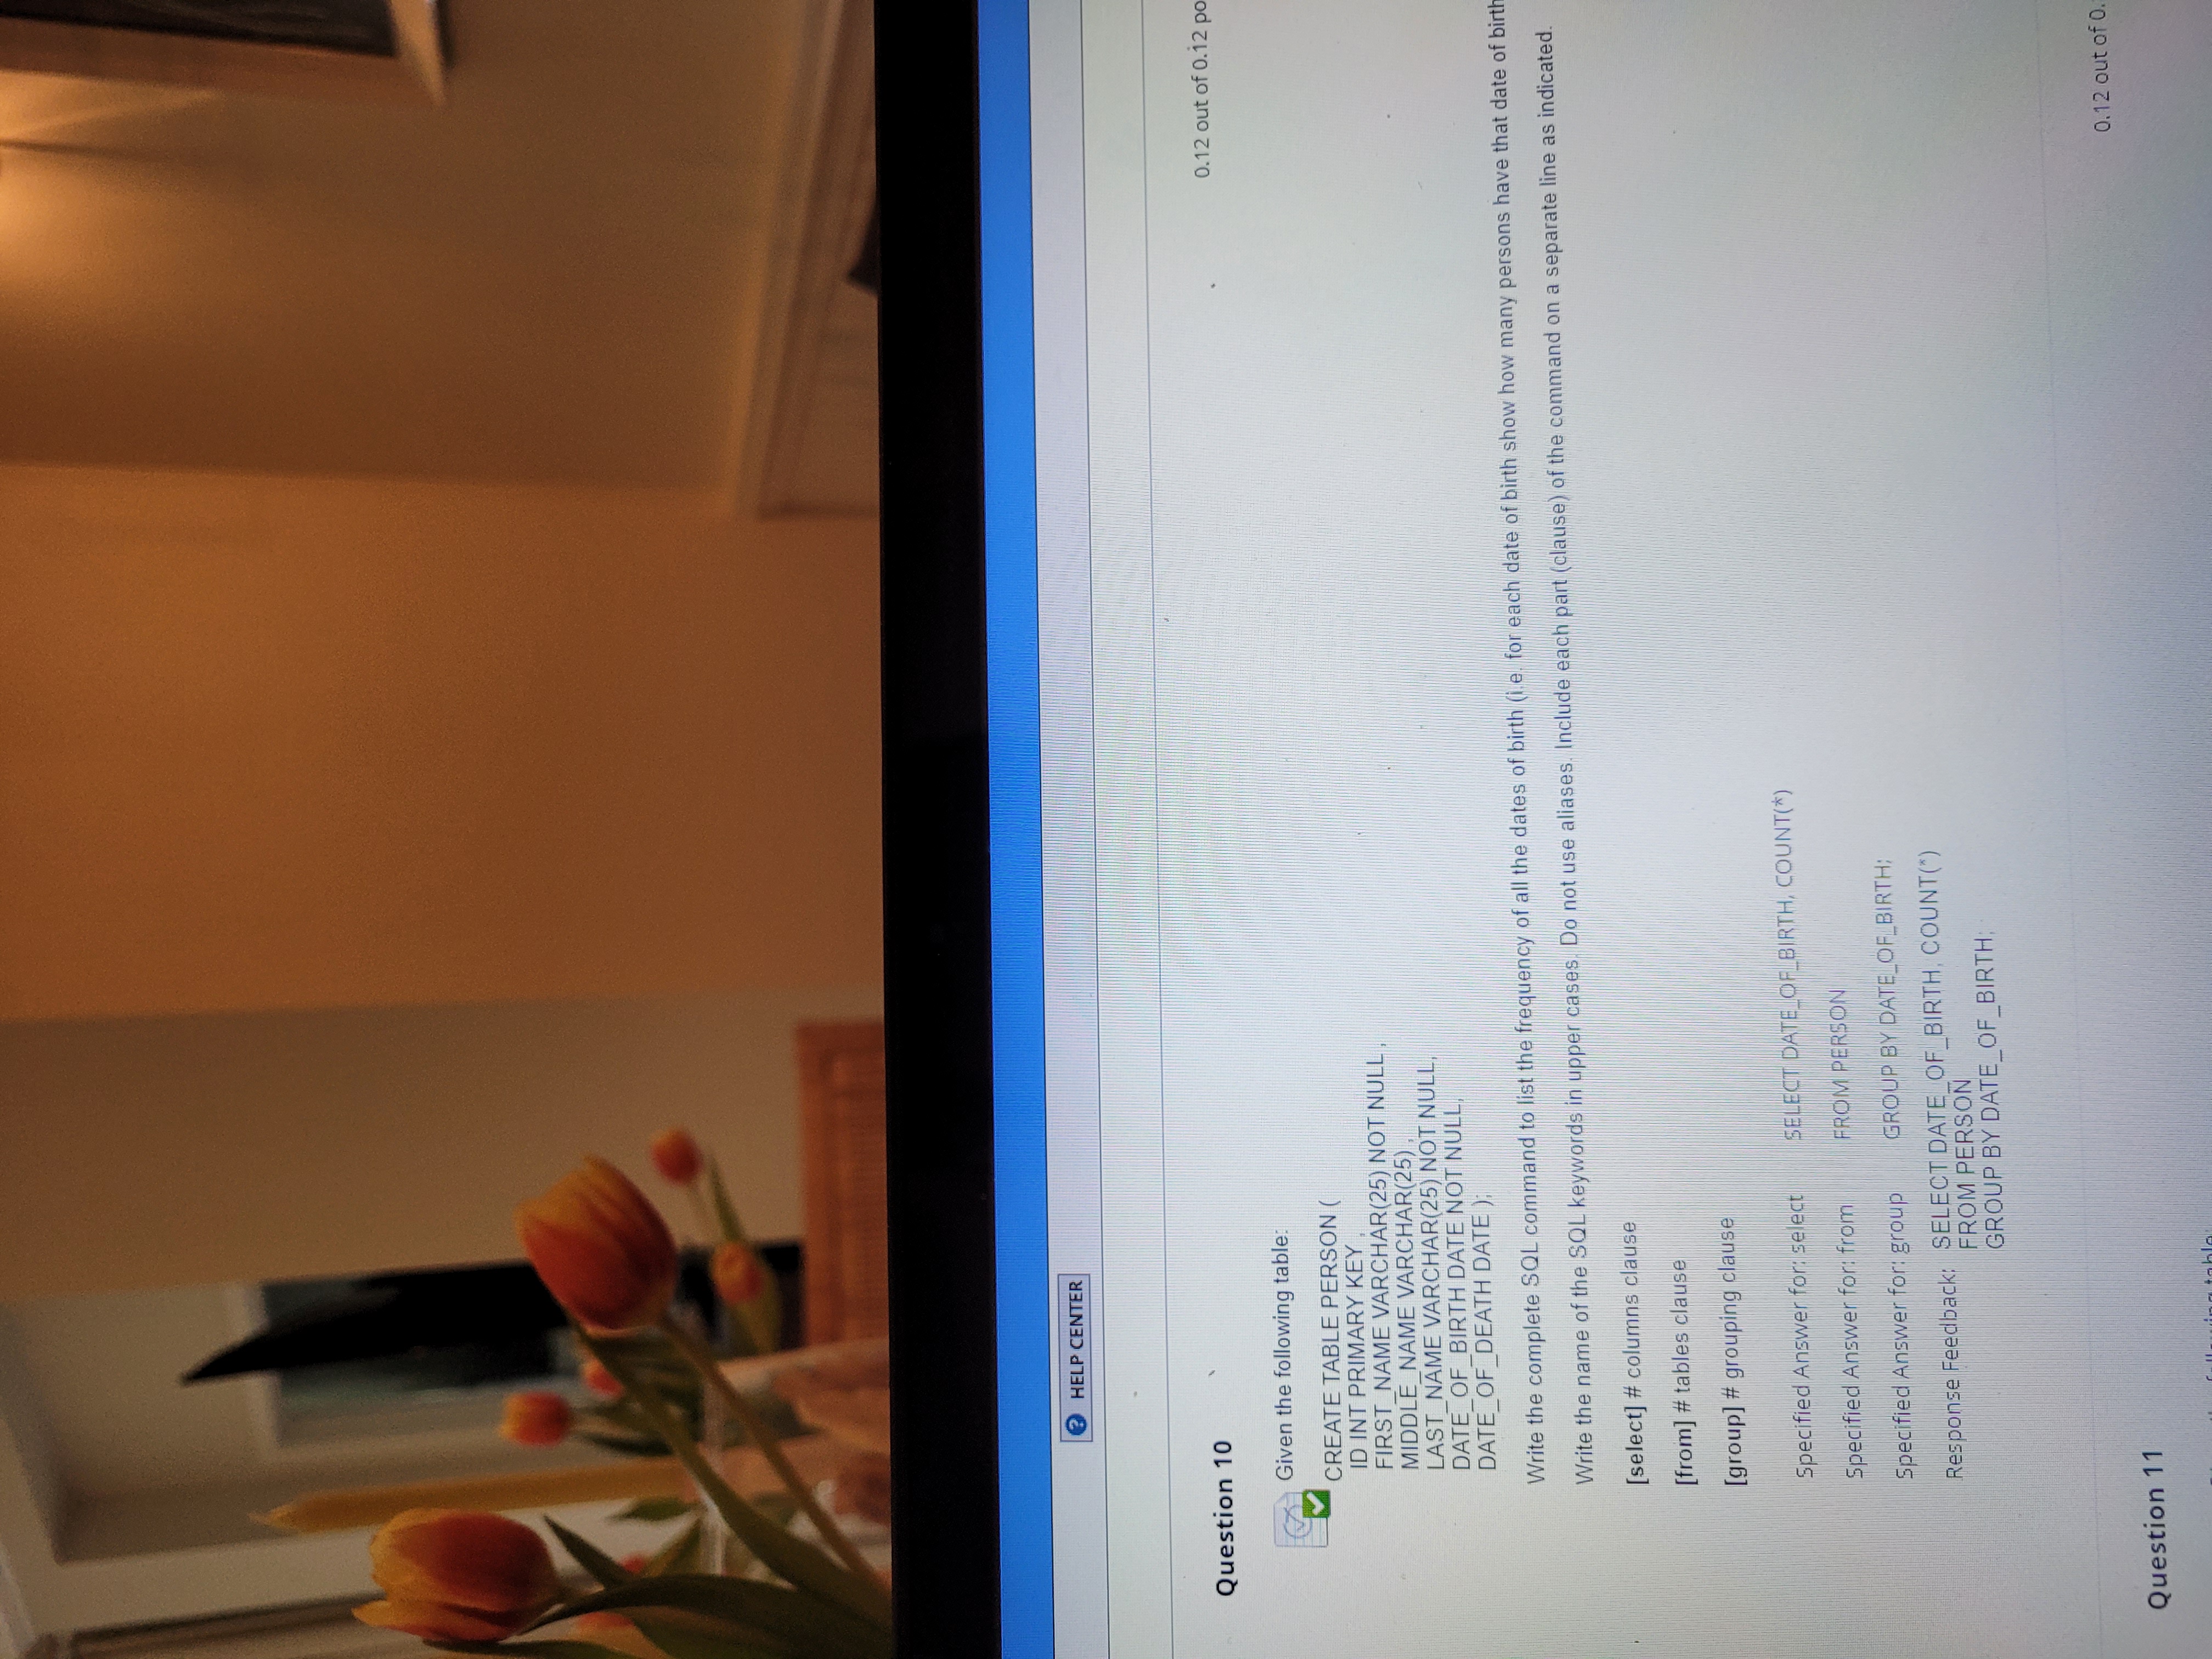 HELP CENTER
Question 10
0.12 out of 0.12 po
Given the following table:
CREATE TABLE PERSON (
ID INT PRIMARY KEY ,
FIRST_NAME VARCHAR(25) NOT NULL ,
MIDDLE_NAME VARCHAR(25) ,
LAST_NAME VARCHAR(25) NOT NULL,
DATE_OF_BIRTH DATE NOT NULL,
DATE_OF_DEATH DATE );
Write the complete SQL command to list the frequency of all the dates of birth (i.e. for each date of birth show how many persons have that date of birth
Write the name of the SQL keywords in upper cases. Do not use aliases. Include each part (clause) of the command on a separate line as indicated.
[select] # columns clause
[from] # tables clause
[group] # grouping clause
Specified Answer for: select SELECT DATE_OF_BIRTH, COUNT(*)
Specified Answer for: from FROM PERSON
Specified Answer for: group GROUP BY DATE_OF_BIRTH;
Response Feedback: SELECT DATE_OF_BIRTH, COUNT(*)
FROM PERSON
GROUP BY DATE_OF_BIRTH;
0.12 out of 0.
Question 11
following table: